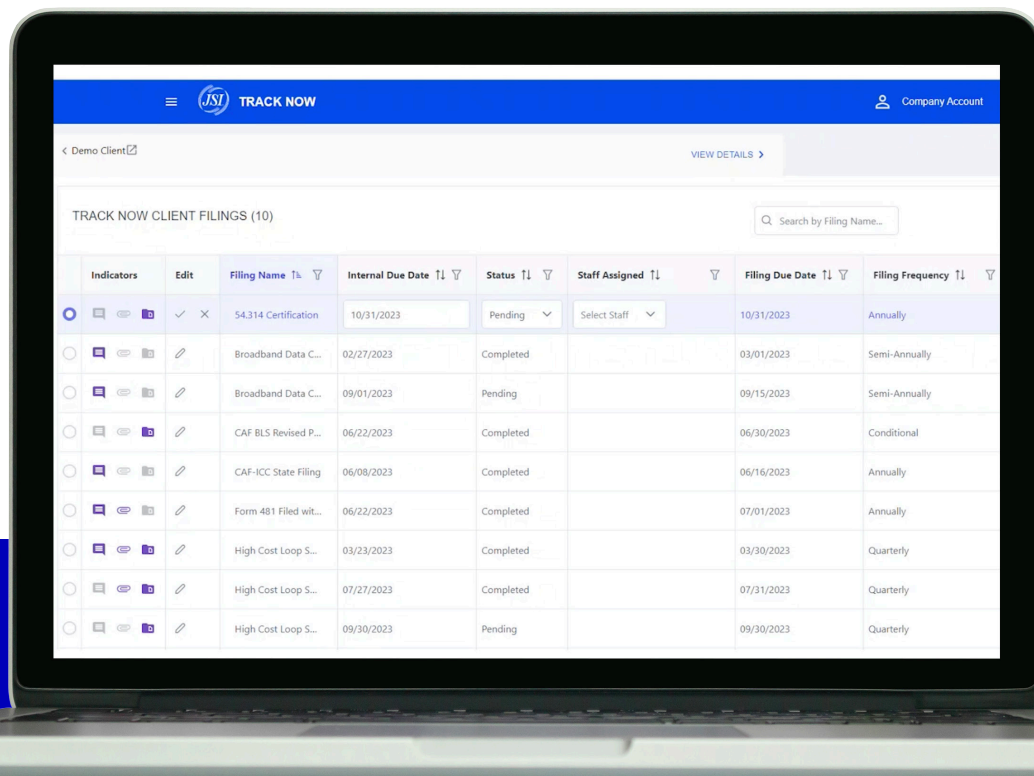 JSI TRACK NOW Company Account
< Demo Client VIEW DETAILS >
TRACK NOW CLIENT FILINGS (10) Search by Filing Name...
Indicators Edit Filing Name Internal Due Date Status Staff Assigned Filing Due Date Filing Frequency
54.314 Certification 10/31/2023 Pending Select Staff 10/31/2023 Annually
Broadband Data C... 02/27/2023 Completed 03/01/2023 Semi-Annually
Broadband Data C... 09/01/2023 Pending 09/15/2023 Semi-Annually
CAF BLS Revised P... 06/22/2023 Completed 06/30/2023 Conditional
CAF-ICC State Filing 06/08/2023 Completed 06/16/2023 Annually
Form 481 Filed wit... 06/22/2023 Completed 07/01/2023 Annually
High Cost Loop S... 03/23/2023 Completed 03/30/2023 Quarterly
High Cost Loop S... 07/27/2023 Completed 07/31/2023 Quarterly
High Cost Loop S... 09/30/2023 Pending 09/30/2023 Quarterly